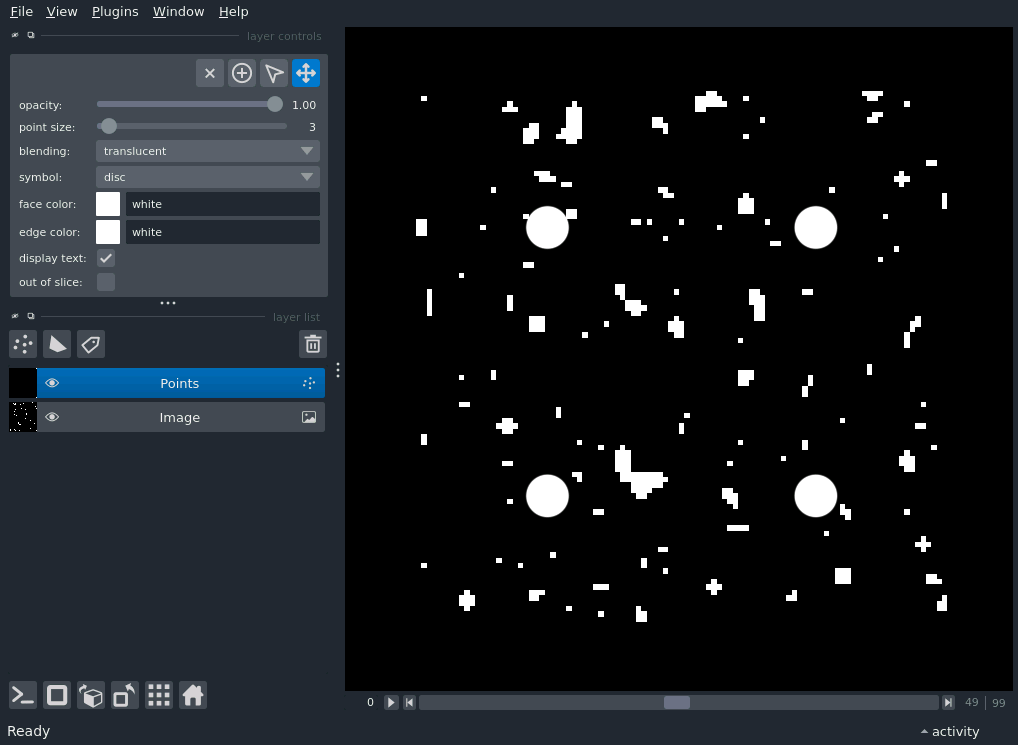 File View Plugins Window Help
layer controls
opacity: 1.00
point size: 3
blending: translucent
symbol: disc
face color: white
edge color: white
display text:
out of slice:
layer list
Points
Image
0 49 99
Ready activity